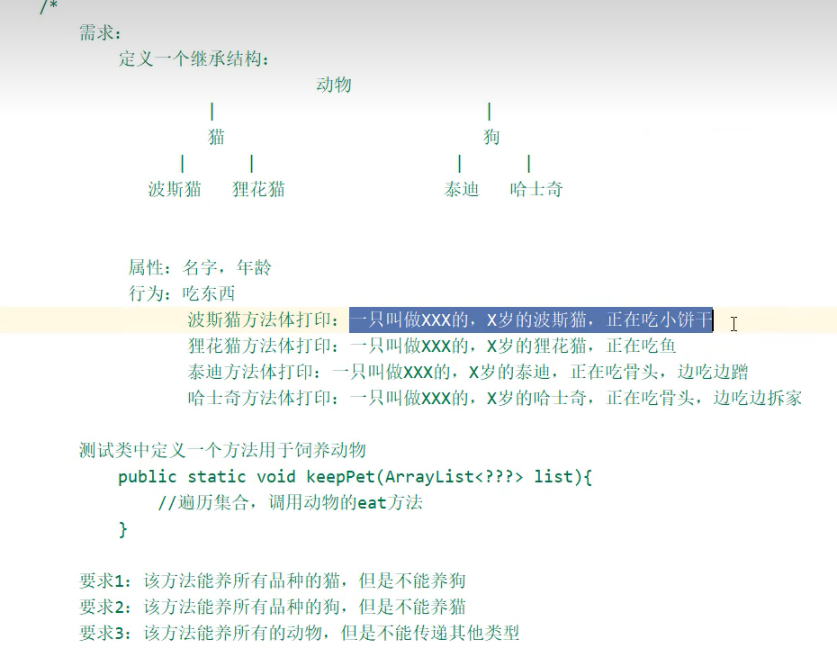 /*
需求:
定义一个继承结构:
动物
|                    |
猫                  狗
|    |              |    |
波斯猫  狸花猫      泰迪  哈士奇
属性: 名字, 年龄
行为: 吃东西
波斯猫方法体打印: 一只叫做XXX的, X岁的波斯猫, 正在吃小饼干
狸花猫方法体打印: 一只叫做XXX的, X岁的狸花猫, 正在吃鱼
泰迪方法体打印: 一只叫做XXX的, X岁的泰迪, 正在吃骨头, 边吃边蹭
哈士奇方法体打印: 一只叫做XXX的, X岁的哈士奇, 正在吃骨头, 边吃边拆家
测试类中定义一个方法用于饲养动物
public static void keepPet(ArrayList<???> list){
//遍历集合, 调用动物的eat方法
}
要求1: 该方法能养所有品种的猫, 但是不能养狗
要求2: 该方法能养所有品种的狗, 但是不能养猫
要求3: 该方法能养所有的动物, 但是不能传递其他类型